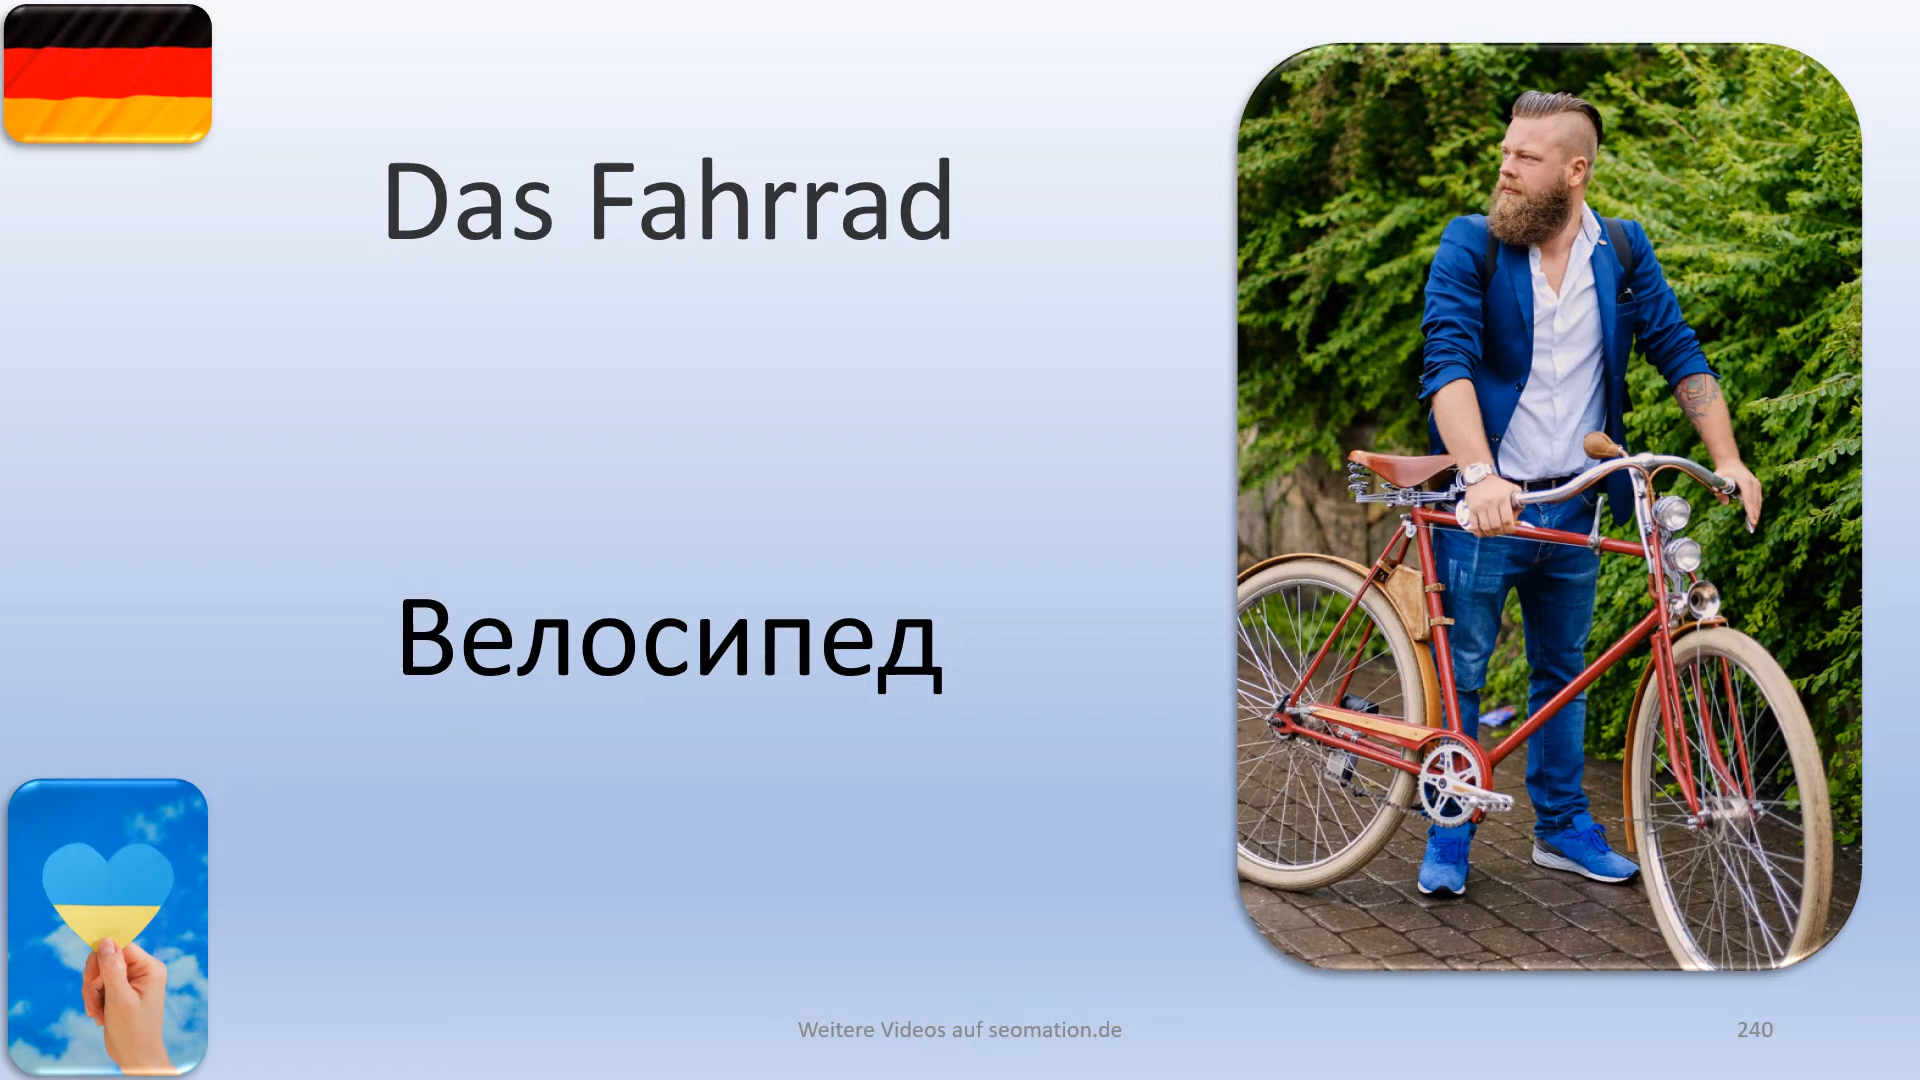 Das Fahrrad
Велосипед
Weitere Videos auf seomation.de
240